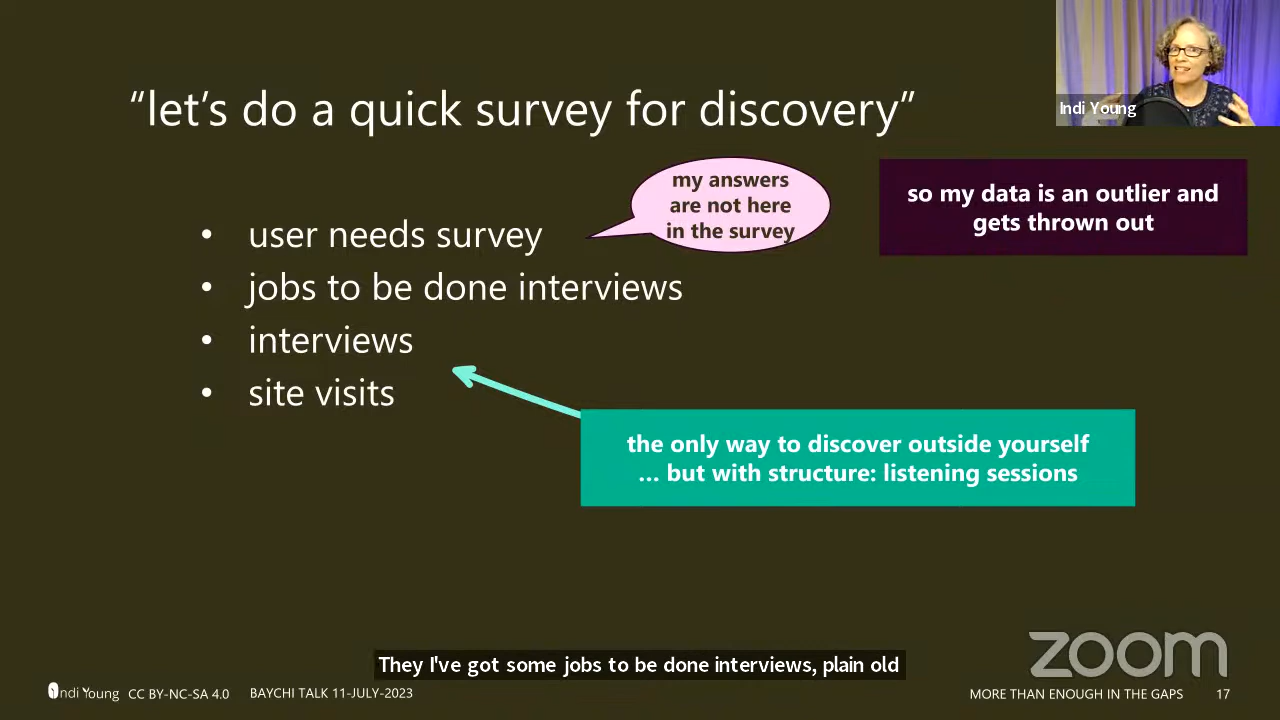 “let’s do a quick survey for discovery”
Indi Young
my answers
are not here
in the survey
so my data is an outlier and
gets thrown out
• user needs survey
• jobs to be done interviews
• interviews
• site visits
the only way to discover outside yourself
... but with structure: listening sessions
zoom
They I've got some jobs to be done interviews, plain old
Indi Young CC BY-NC-SA 4.0 BAYCHI TALK 11-JULY-2023 MORE THAN ENOUGH IN THE GAPS 17